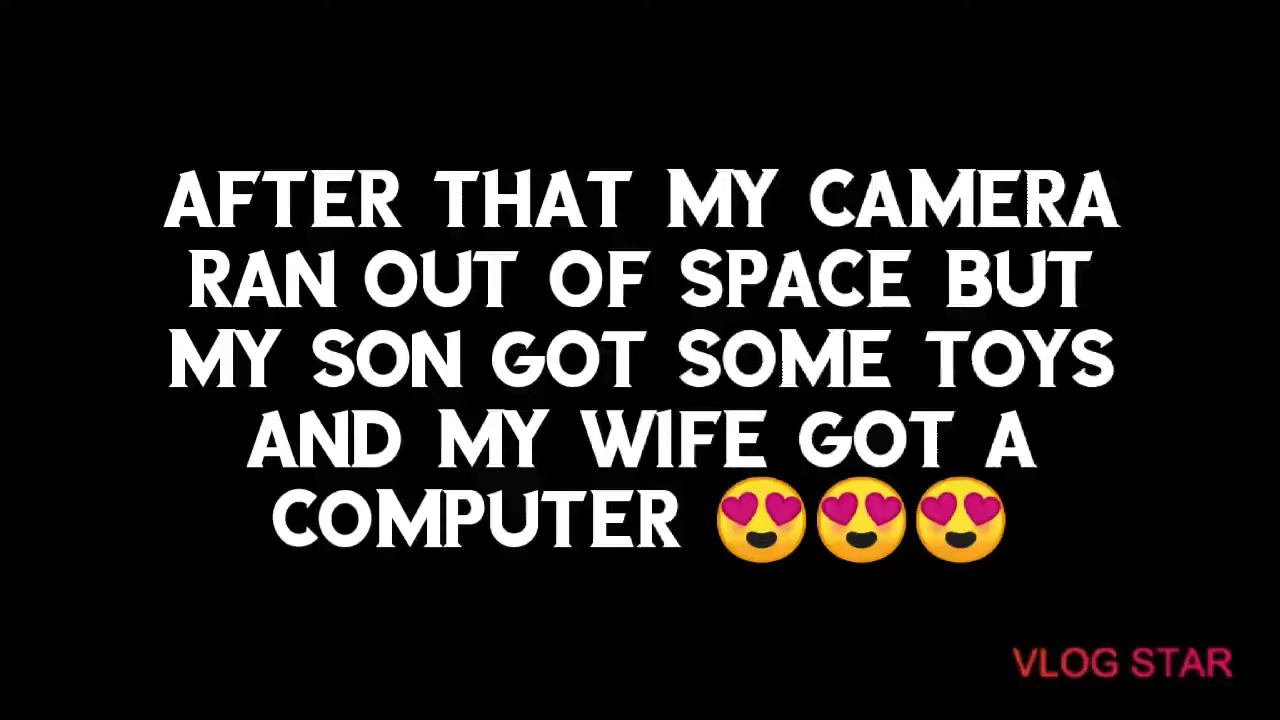 AFTER THAT MY CAMERA
RAN OUT OF SPACE BUT
MY SON GOT SOME TOYS
AND MY WIFE GOT A
COMPUTER 😍😍😍
VLOG STAR